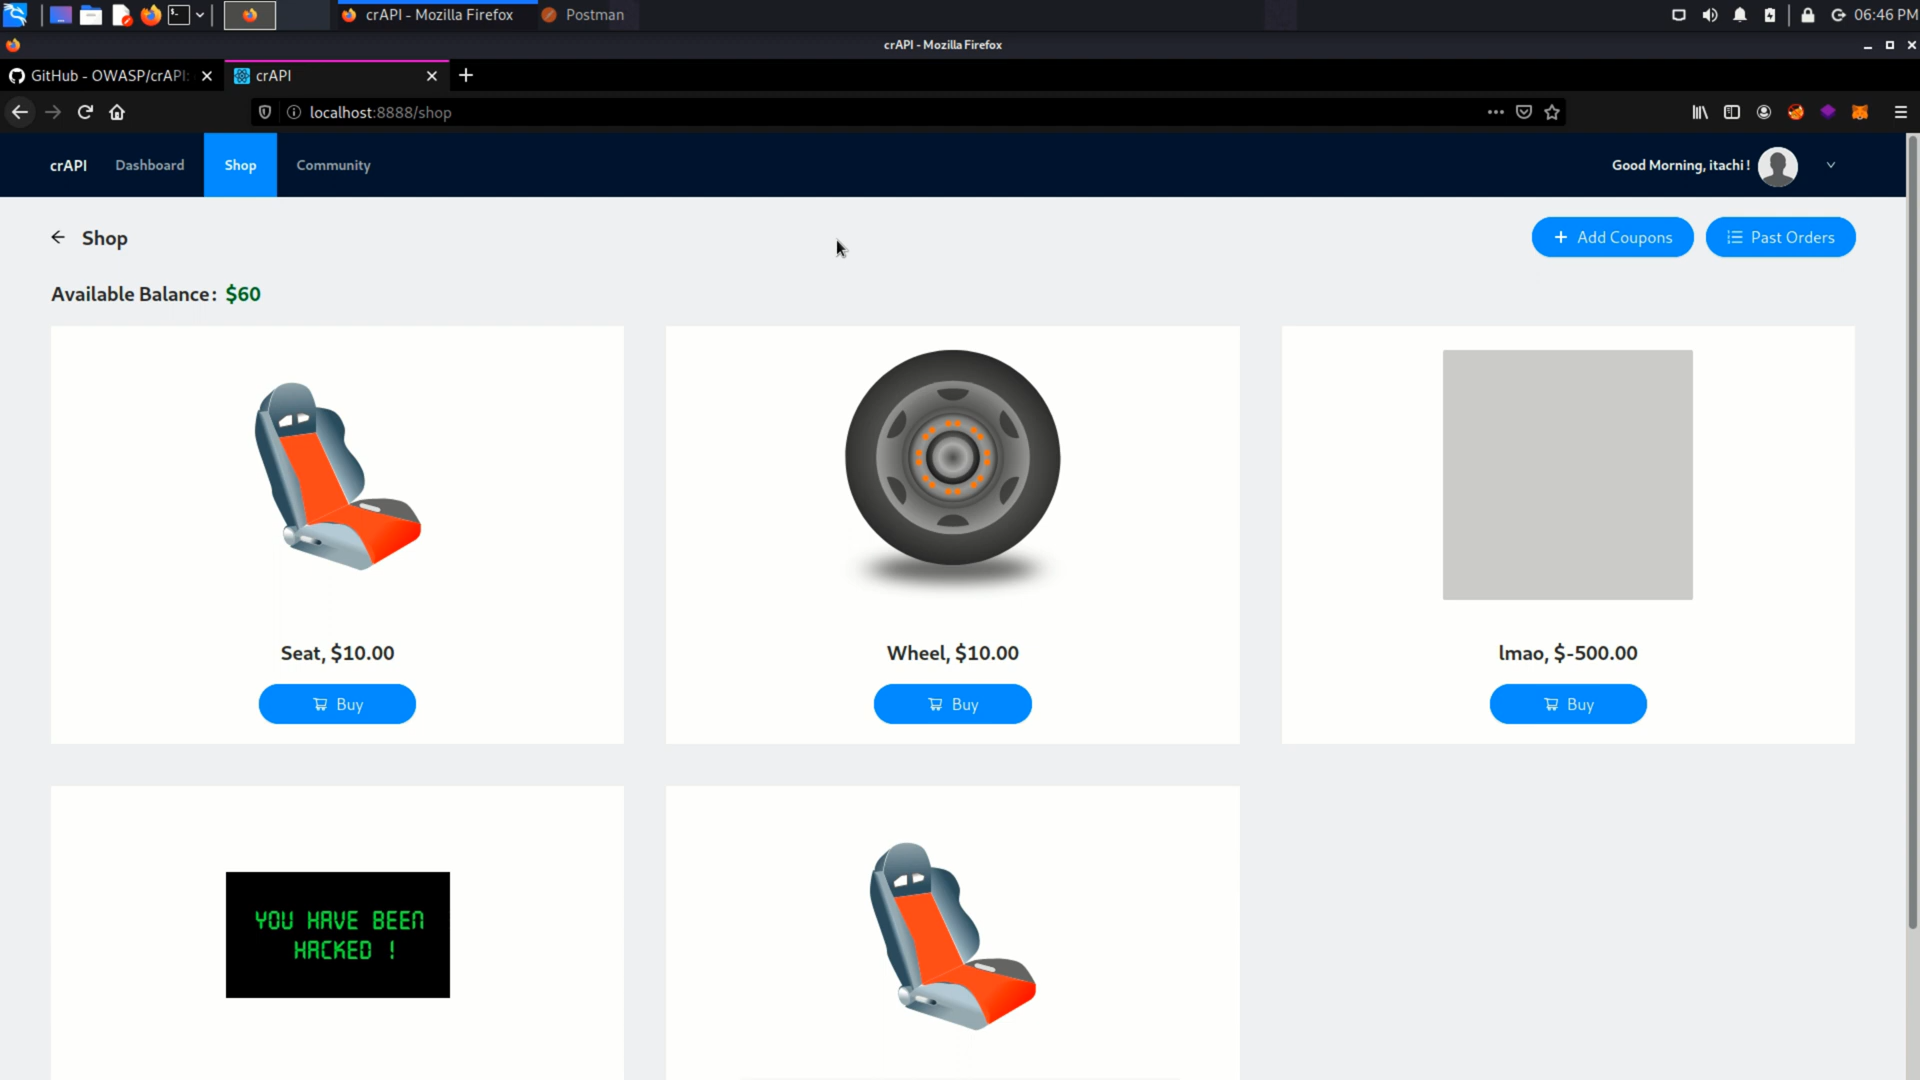 crAPI - Mozilla Firefox
Postman
06:46 PM
crAPI - Mozilla Firefox
GitHub - OWASP/crAPI:
crAPI
localhost:8888/shop
crAPI
Dashboard
Shop
Community
Good Morning, itachi !
Shop
Add Coupons
Past Orders
Available Balance: $60
Seat, $10.00
Wheel, $10.00
lmao, $-500.00
Buy
Buy
Buy
YOU HAVE BEEN
HACKED !